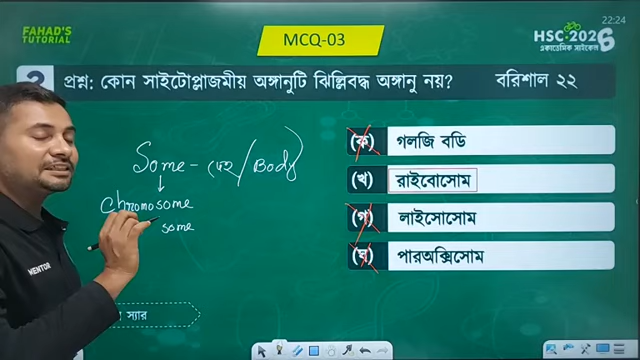 FAHAD'S
TUTORIAL
MCQ-03
22:24
HSC 2026
একাডেমিক সাইকেল
প্রশ্ন: কোন সাইটোপ্লাজমীয় অঙ্গানুটি ঝিল্লিবদ্ধ অঙ্গানু নয়? বরিশাল ২২
Some - দেহ / Body
Chromosome
some
(ক) গলজি বডি
(খ) রাইবোসোম
(গ) লাইসোসোম
(ঘ) পারঅক্সিসোম
MENTOR
স্যার